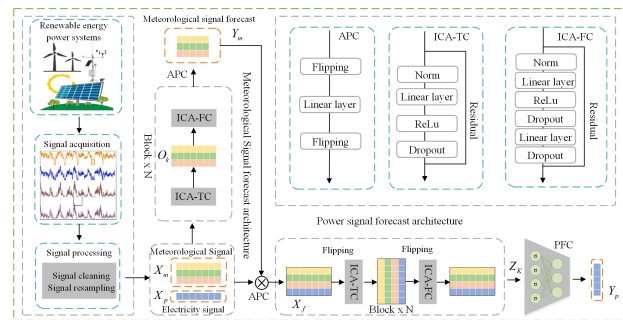 Renewable energy
power systems
Signal acquisition
Signal processing
Signal cleaning
Signal resampling
Meteorological signal forecast
Y_m
APC
ICA-FC
O_k
ICA-TC
Block x N
Meteorological Signal
forecast architecture
Meteorological Signal
X_m
X_p
Electricity signal
APC
APC
Flipping
Linear layer
Flipping
ICA-TC
Norm
Linear layer
ReLu
Dropout
Residual
ICA-FC
Norm
Linear layer
ReLu
Dropout
Linear layer
Dropout
Residual
Power signal forecast architecture
Flipping
Flipping
Flipping
X_f
ICA-TC
Block x N
ICA-FC
Z_K
PFC
Y_p